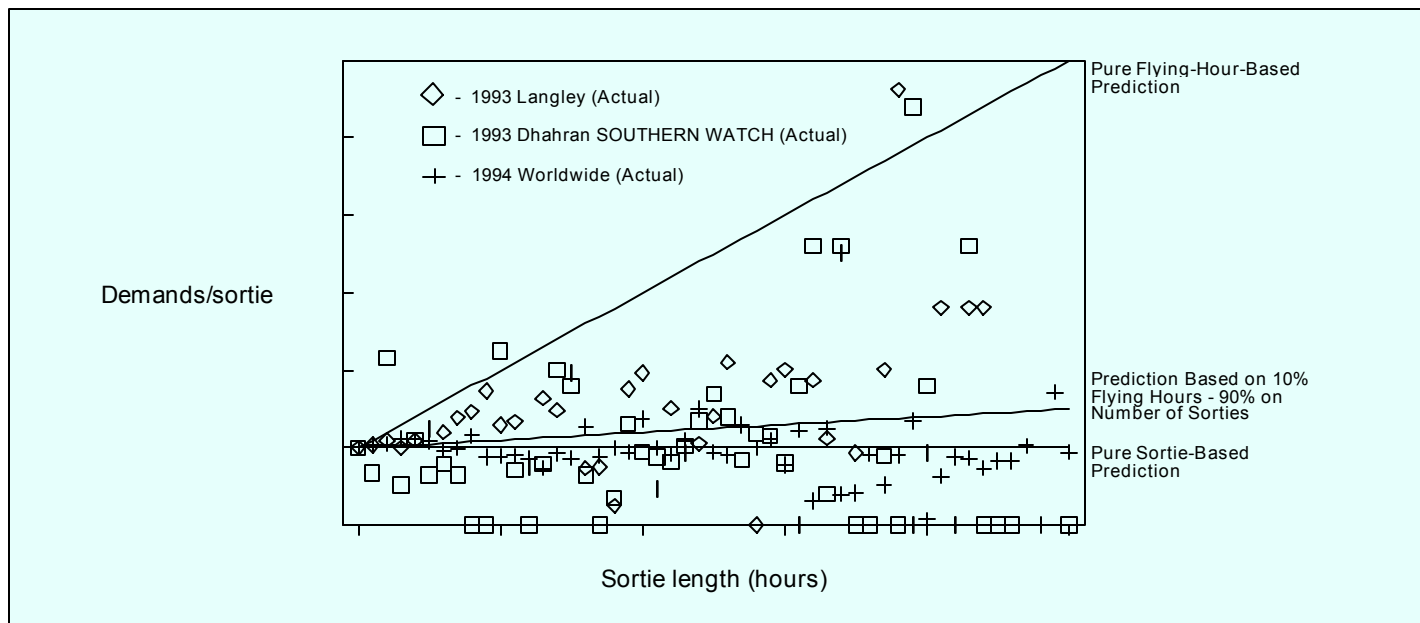 - 1993 Langley (Actual)
- 1993 Dhahran SOUTHERN WATCH (Actual)
- 1994 Worldwide (Actual)
Pure Flying-Hour-Based
Prediction
Demands/sortie
Prediction Based on 10%
Flying Hours - 90% on
Number of Sorties
Pure Sortie-Based
Prediction
Sortie length (hours)